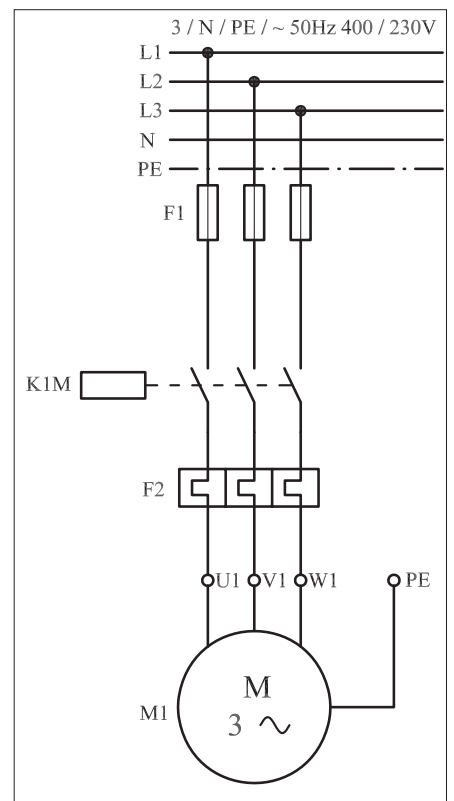 3 / N / PE / ~ 50Hz 400 / 230V
L1
L2
L3
N
PE
F1
K1M
F2
U1 V1 W1 PE
M
M1
3 ~